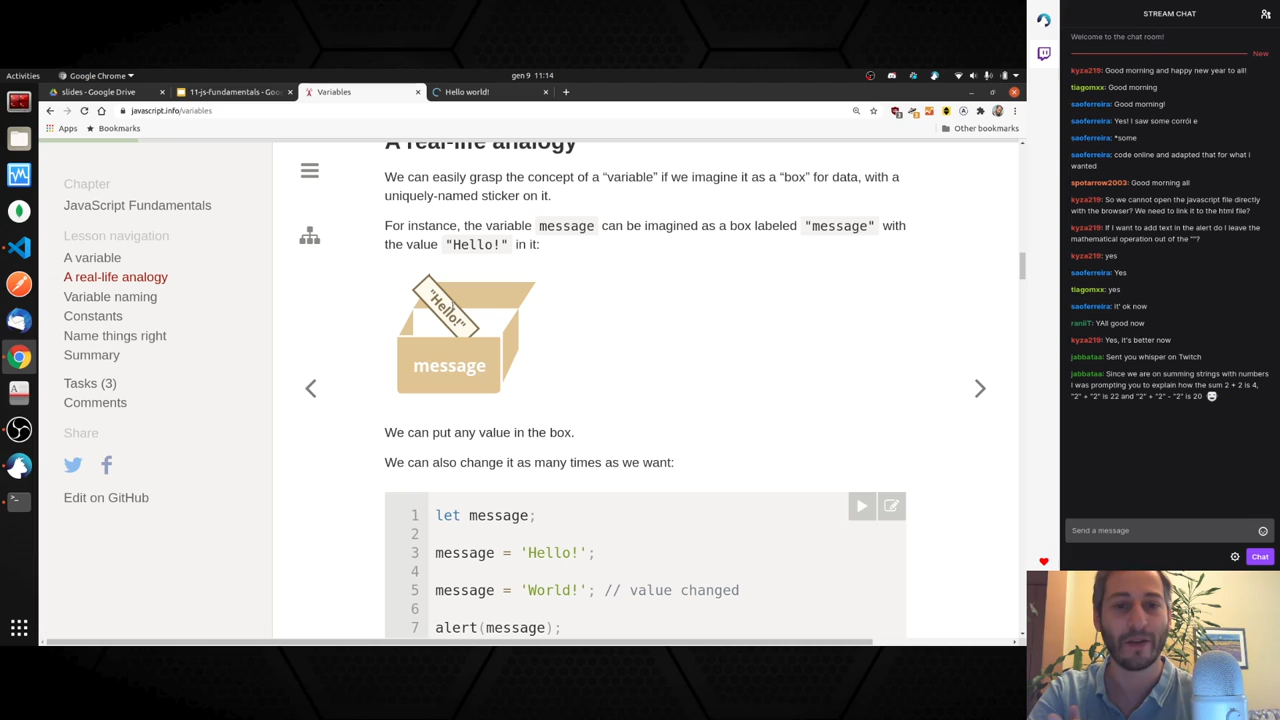 Activities
Google Chrome
gen 9 11:14
slides - Google Drive
11-js-fundamentals - Goo
Variables
Hello world!
javascript.info/variables
Apps
Bookmarks
Other bookmarks
Chapter
JavaScript Fundamentals
Lesson navigation
A variable
A real-life analogy
Variable naming
Constants
Name things right
Summary
Tasks (3)
Comments
Share
Edit on GitHub
A real-life analogy
We can easily grasp the concept of a “variable” if we imagine it as a “box” for data, with a
uniquely-named sticker on it.
For instance, the variable message can be imagined as a box labeled "message" with
the value "Hello!" in it:
"Hello!"
message
We can put any value in the box.
We can also change it as many times as we want:
1 let message;
2
3 message = 'Hello!';
4
5 message = 'World!'; // value changed
6
7 alert(message);
STREAM CHAT
Welcome to the chat room!
New
kyza219: Good morning and happy new year to all!
tiagomxx: Good morning
saoferreira: Good morning!
saoferreira: Yes! I saw some corrói e
saoferreira: *some
saoferreira: code online and adapted that for what i
wanted
spotarrow2003: Good morning all
kyza219: So we cannot open the javascript file directly
with the browser? We need to link it to the html file?
kyza219: If I want to add text in the alert do I leave the
mathematical operation out of the ""?
kyza219: yes
saoferreira: Yes
tiagomxx: yes
saoferreira: it' ok now
raniiT: YAll good now
kyza219: Yes, it's better now
jabbataa: Sent you whisper on Twitch
jabbataa: Since we are on summing strings with numbers
I was prompting you to explain how the sum 2 + 2 is 4,
"2" + "2" is 22 and "2" + "2" - "2" is 20
Send a message
Chat